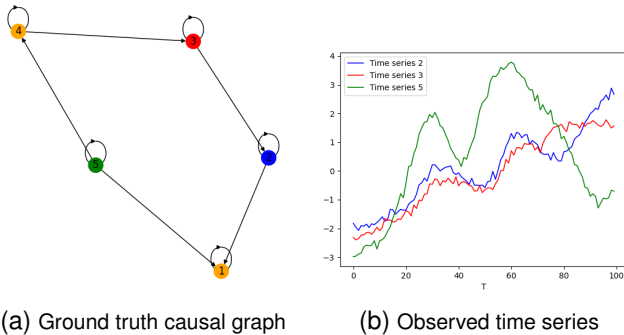 4
3
5
2
1
(a) Ground truth causal graph
Time series 2
Time series 3
Time series 5
4
3
2
1
0
−1
−2
−3
0 20 40 60 80 100
T
(b) Observed time series